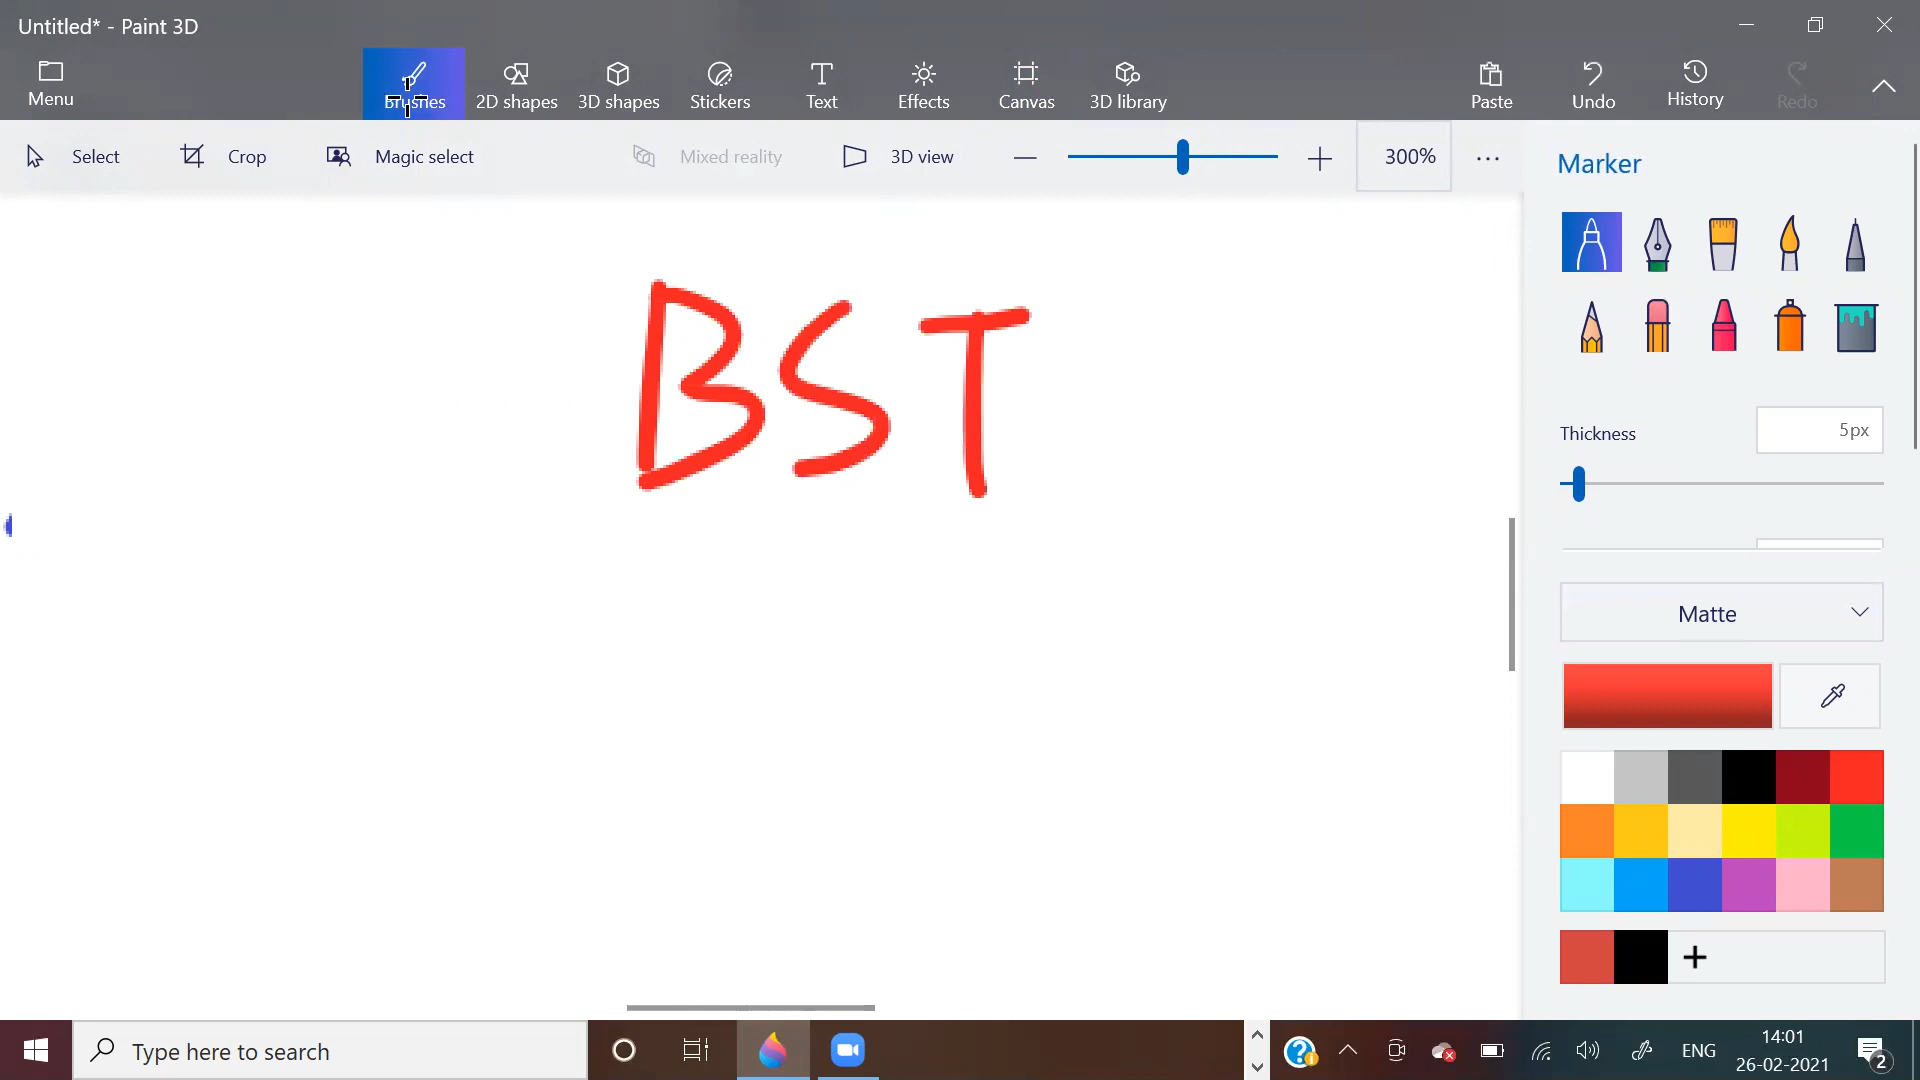 Untitled* - Paint 3D
Menu
Brushes
2D shapes
3D shapes
Stickers
Text
Effects
Canvas
3D library
Paste
Undo
History
Redo
Select
Crop
Magic select
Mixed reality
3D view
300%
Marker
BST
Thickness
5px
Matte
Type here to search
ENG
14:01
26-02-2021
2